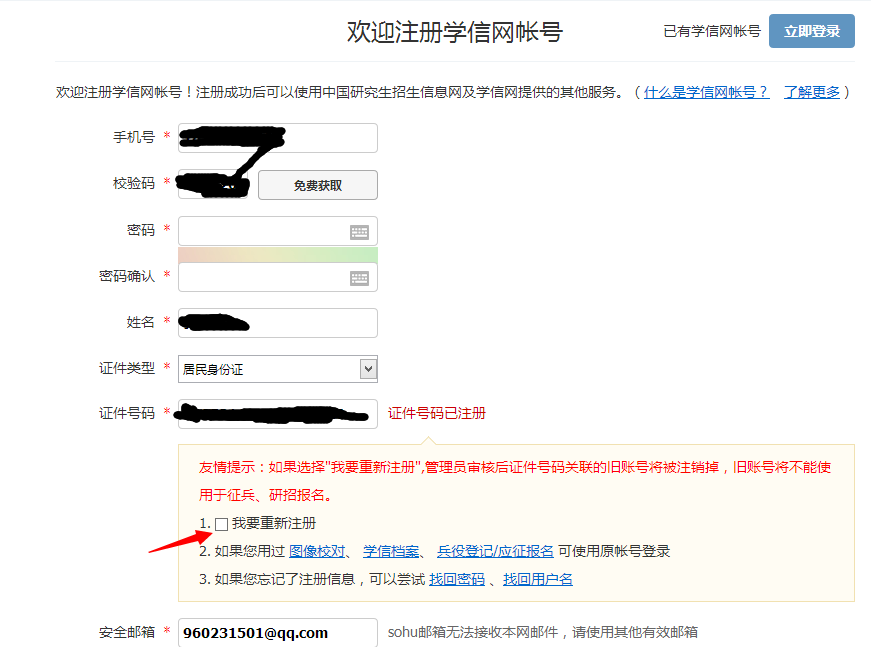 欢迎注册学信网帐号
已有学信网帐号 立即登录
欢迎注册学信网帐号！注册成功后可以使用中国研究生招生信息网及学信网提供的其他服务。（什么是学信网帐号？ 了解更多）
手机号 *
校验码 * 免费获取
密码 *
密码确认 *
姓名 *
证件类型 * 居民身份证
证件号码 * 证件号码已注册
友情提示：如果选择"我要重新注册",管理员审核后证件号码关联的旧账号将被注销掉，旧账号将不能使
用于征兵、研招报名。
1. 我要重新注册
2. 如果您用过 图像校对、 学信档案、 兵役登记/应征报名 可使用原帐号登录
3. 如果您忘记了注册信息，可以尝试 找回密码 、找回用户名
安全邮箱 * 960231501@qq.com sohu邮箱无法接收本网邮件，请使用其他有效邮箱